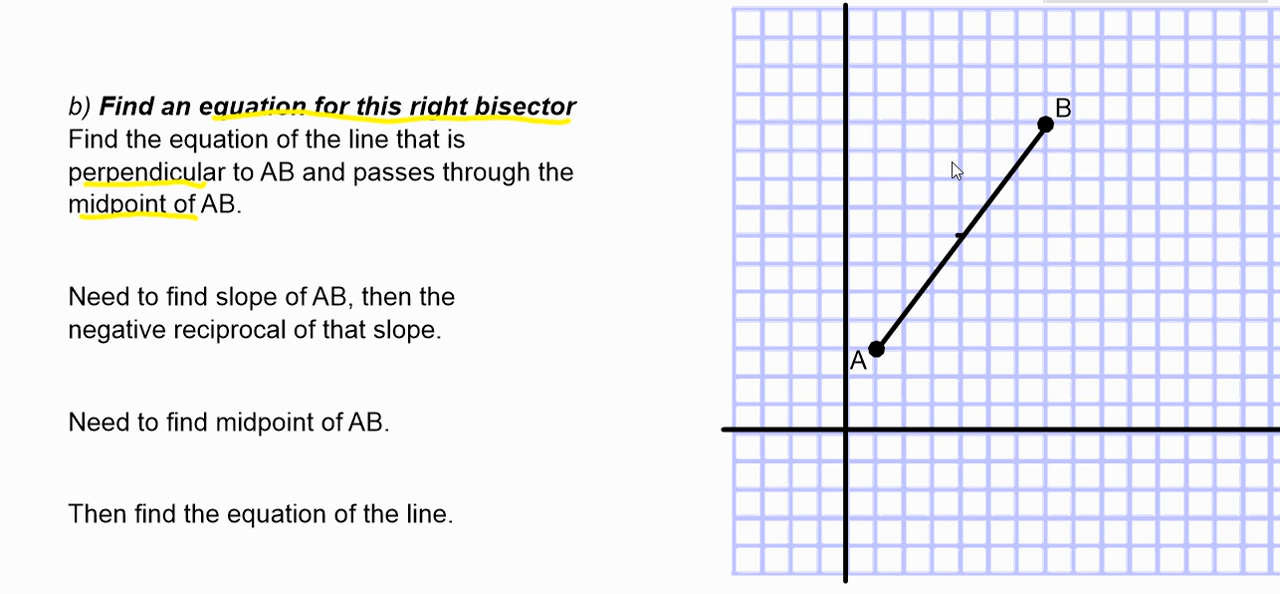 b) Find an equation for this right bisector
Find the equation of the line that is
perpendicular to AB and passes through the
midpoint of AB.
Need to find slope of AB, then the
negative reciprocal of that slope.
Need to find midpoint of AB.
Then find the equation of the line.
B
A